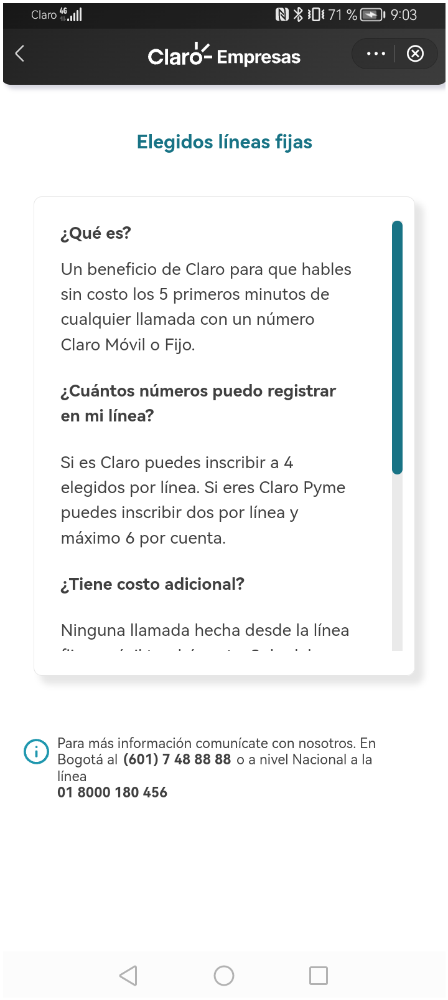 Claro 4G 71 % 9:03
Claro- Empresas
Elegidos líneas fijas
¿Qué es?
Un beneficio de Claro para que hables
sin costo los 5 primeros minutos de
cualquier llamada con un número
Claro Móvil o Fijo.
¿Cuántos números puedo registrar
en mi línea?
Si es Claro puedes inscribir a 4
elegidos por línea. Si eres Claro Pyme
puedes inscribir dos por línea y
máximo 6 por cuenta.
¿Tiene costo adicional?
Ninguna llamada hecha desde la línea
Para más información comunícate con nosotros. En
Bogotá al (601) 7 48 88 88 o a nivel Nacional a la
línea
01 8000 180 456